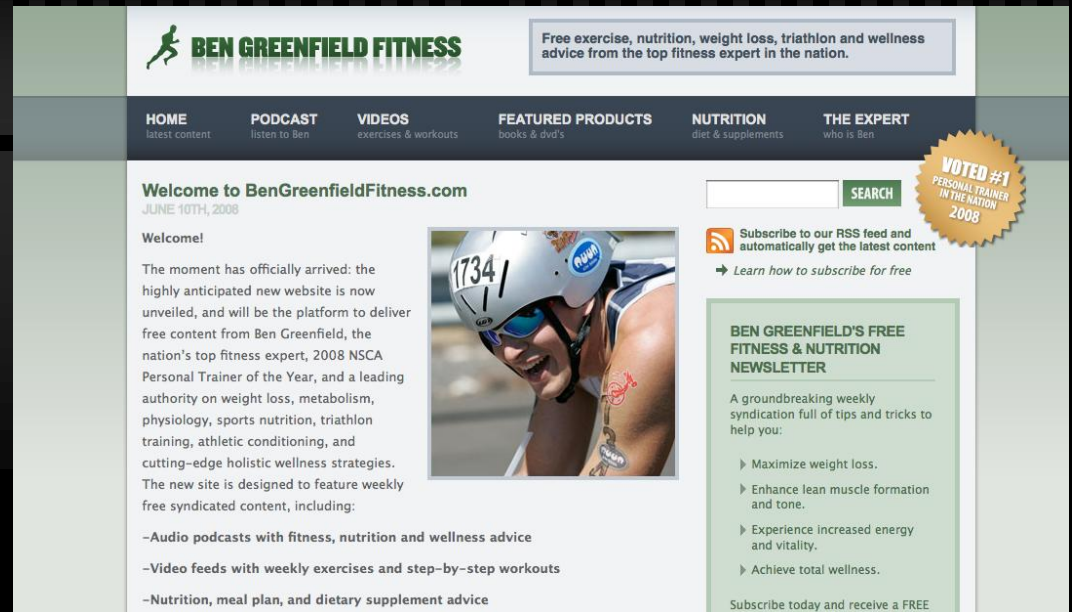 BEN GREENFIELD FITNESS
Free exercise, nutrition, weight loss, triathlon and wellness
advice from the top fitness expert in the nation.
HOME
latest content
PODCAST
listen to Ben
VIDEOS
exercises & workouts
FEATURED PRODUCTS
books & dvd's
NUTRITION
diet & supplements
THE EXPERT
who is Ben
VOTED #1
PERSONAL TRAINER
IN THE NATION
2008
Welcome to BenGreenfieldFitness.com
JUNE 10TH, 2008
Welcome!
The moment has officially arrived: the
highly anticipated new website is now
unveiled, and will be the platform to deliver
free content from Ben Greenfield, the
nation's top fitness expert, 2008 NSCA
Personal Trainer of the Year, and a leading
authority on weight loss, metabolism,
physiology, sports nutrition, triathlon
training, athletic conditioning, and
cutting-edge holistic wellness strategies.
The new site is designed to feature weekly
free syndicated content, including:
-Audio podcasts with fitness, nutrition and wellness advice
-Video feeds with weekly exercises and step-by-step workouts
-Nutrition, meal plan, and dietary supplement advice
1734
nuun
nuun
SEARCH
Subscribe to our RSS feed and
automatically get the latest content
Learn how to subscribe for free
BEN GREENFIELD'S FREE
FITNESS & NUTRITION
NEWSLETTER
A groundbreaking weekly
syndication full of tips and tricks to
help you:
Maximize weight loss.
Enhance lean muscle formation
and tone.
Experience increased energy
and vitality.
Achieve total wellness.
Subscribe today and receive a FREE